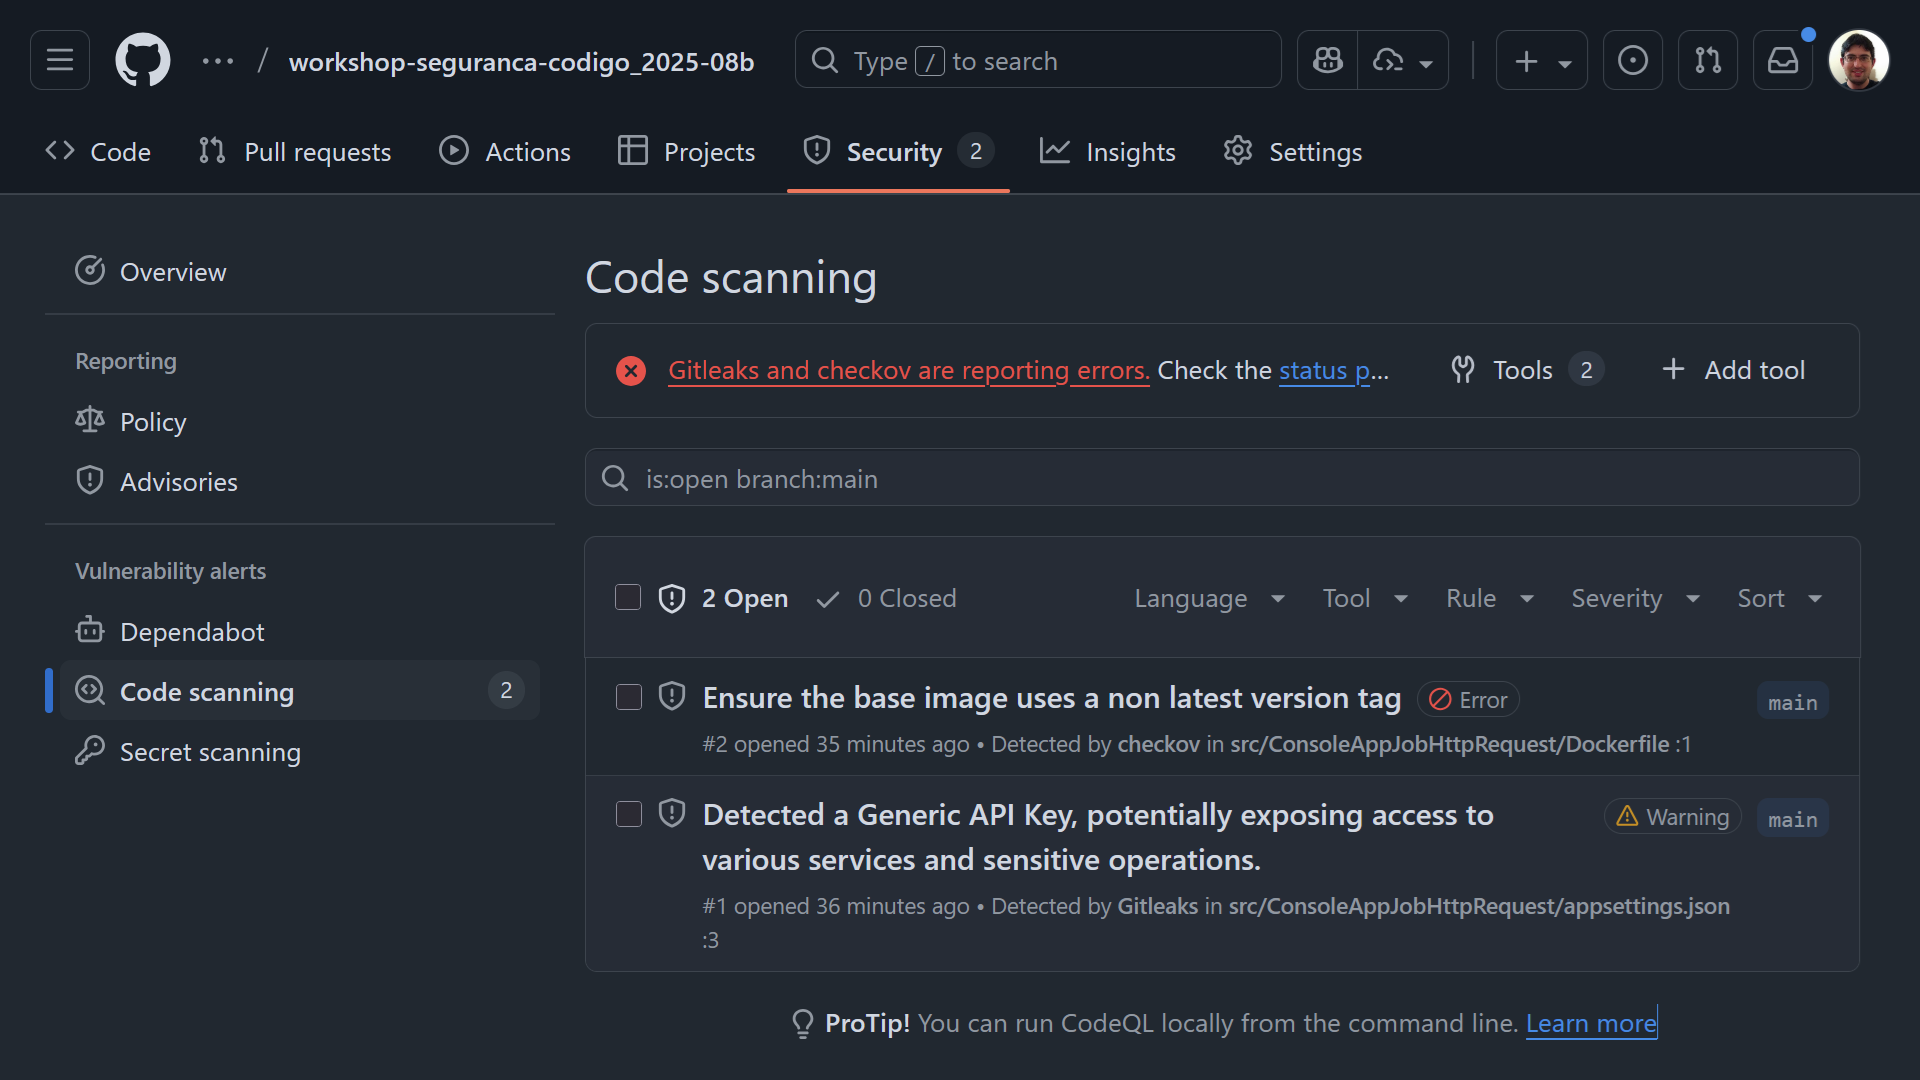 ... / workshop-seguranca-codigo_2025-08b
Type / to search
Code
Pull requests
Actions
Projects
Security 2
Insights
Settings
Overview
Reporting
Policy
Advisories
Vulnerability alerts
Dependabot
Code scanning 2
Secret scanning
Code scanning
Gitleaks and checkov are reporting errors. Check the status p...
Tools 2
Add tool
is:open branch:main
2 Open
0 Closed
Language
Tool
Rule
Severity
Sort
Ensure the base image uses a non latest version tag
Error
main
#2 opened 35 minutes ago • Detected by checkov in src/ConsoleAppJobHttpRequest/Dockerfile :1
Detected a Generic API Key, potentially exposing access to
various services and sensitive operations.
Warning
main
#1 opened 36 minutes ago • Detected by Gitleaks in src/ConsoleAppJobHttpRequest/appsettings.json
:3
ProTip! You can run CodeQL locally from the command line. Learn more